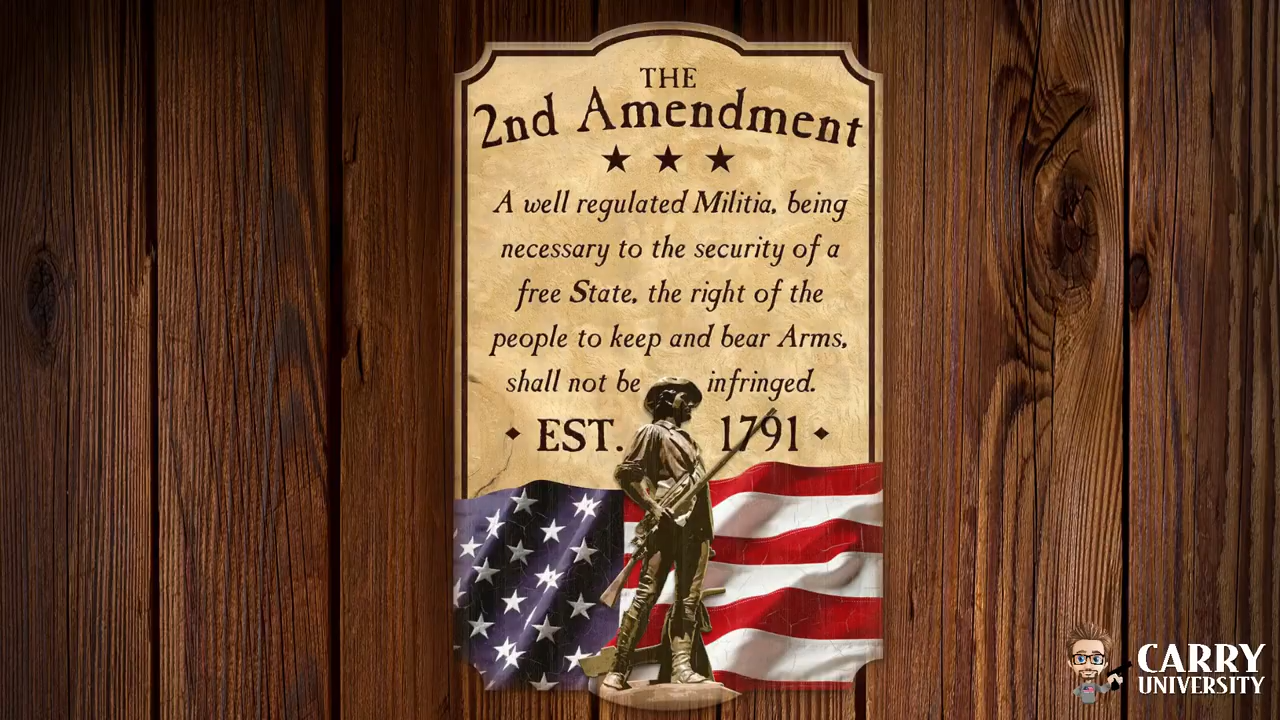 THE
2nd Amendment
A well regulated Militia, being
necessary to the security of a
free State, the right of the
people to keep and bear Arms,
shall not be infringed.
EST. 1791
CARRY
UNIVERSITY